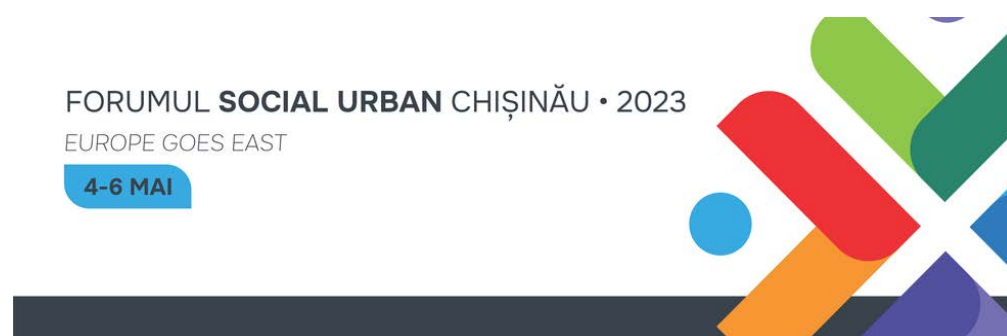 FORUMUL SOCIAL URBAN CHIȘINĂU • 2023
EUROPE GOES EAST
4-6 MAI